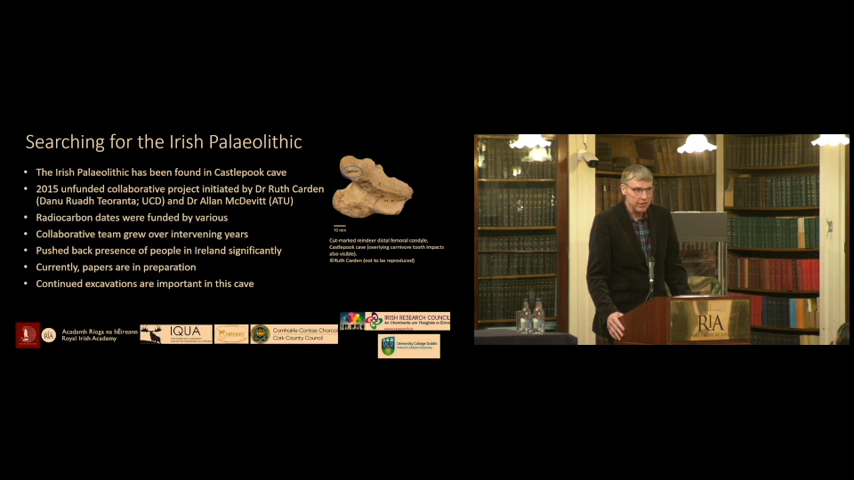 Searching for the Irish Palaeolithic
• The Irish Palaeolithic has been found in Castlepook cave
• 2015 unfunded collaborative project initiated by Dr Ruth Carden
(Danu Ruadh Teoranta; UCD) and Dr Allan McDevitt (ATU)
• Radiocarbon dates were funded by various
• Collaborative team grew over intervening years
• Pushed back presence of people in Ireland significantly
• Currently, papers are in preparation
• Continued excavations are important in this cave
10 mm
Cut-marked reindeer distal femoral condyle,
Castlepook cave (overlying carnivore tooth impacts
also visible).
©Ruth Carden (not to be reproduced)
RIA
Acadamh Ríoga na hÉireann
Royal Irish Academy
IQUA
CHRONO
Comhairle Contae Chorcaí
Cork County Council
IRISH RESEARCH COUNCIL
An Chomhairle um Thaighde in Éirinn
University College Dublin
RIA